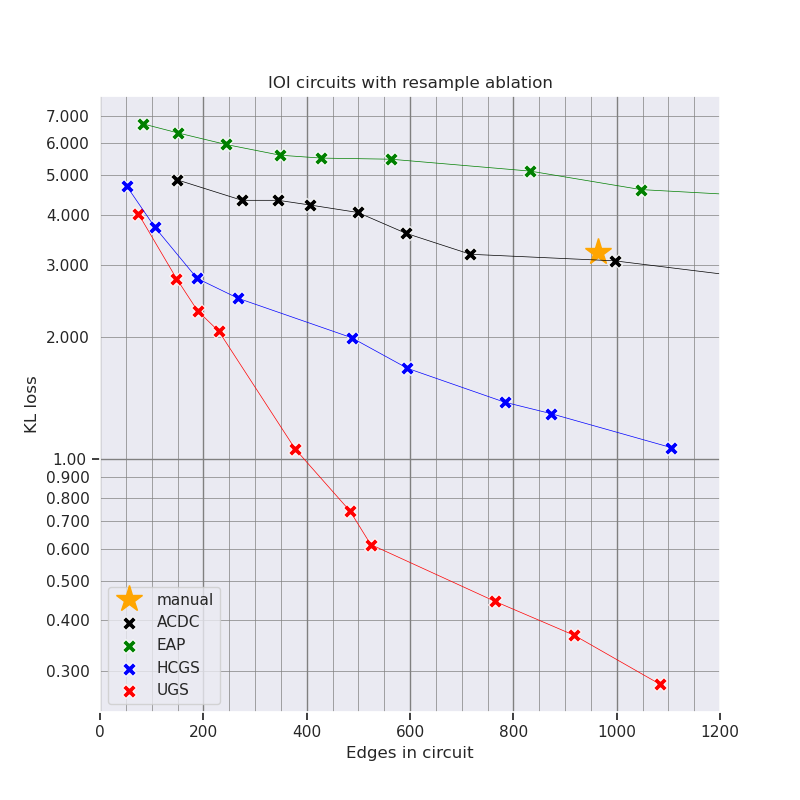 IOI circuits with resample ablation
KL loss
7.000
6.000
5.000
4.000
3.000
2.000
1.00
0.900
0.800
0.700
0.600
0.500
0.400
0.300
manual
ACDC
EAP
HCGS
UGS
0 200 400 600 800 1000 1200
Edges in circuit